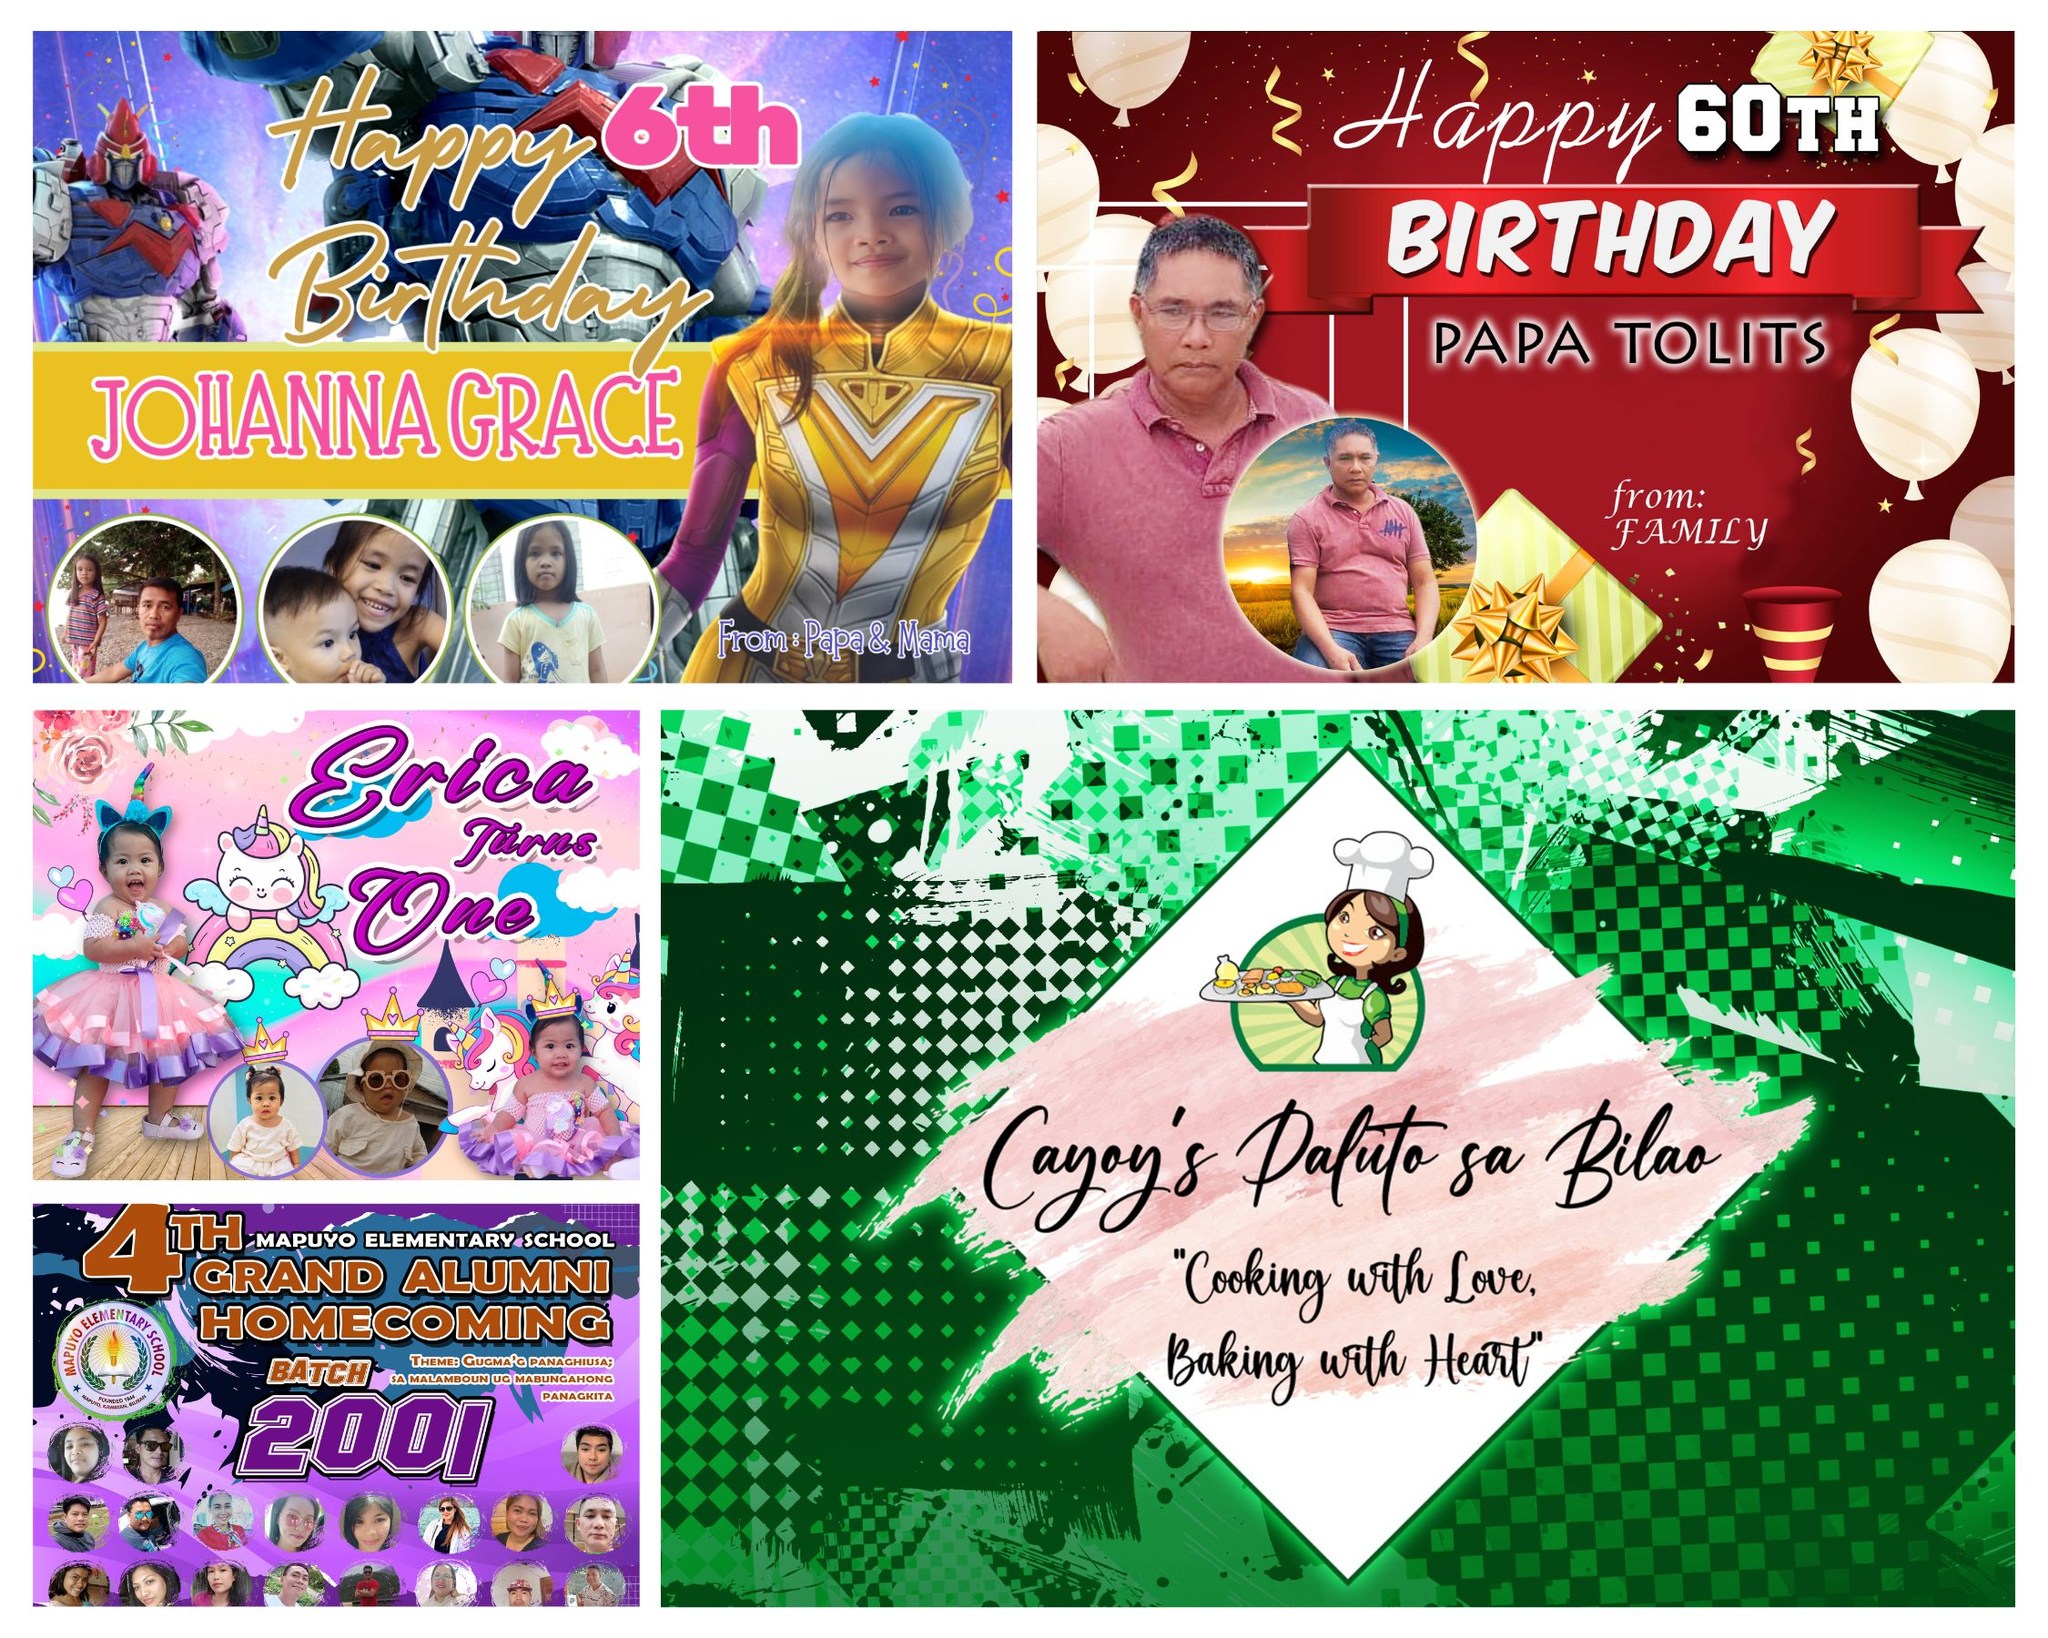 Happy 6th
Birthday
JOHANNA GRACE
From : Papa & Mama
Happy 60TH
BIRTHDAY
PAPA TOLITS
from:
FAMILY
Erica
Turns
One
4TH MAPUYO ELEMENTARY SCHOOL
GRAND ALUMNI
HOMECOMING
MAPUYO ELEMENTARY SCHOOL
FOUNDED 1944
BATCH
2001
THEME: GUGMA'G PANAGHIUSA;
SA MALAMBOUN UG MABUNGAHONG
PANAGKITA
Cayoy's Paluto sa Bilao
"Cooking with Love,
Baking with Heart"